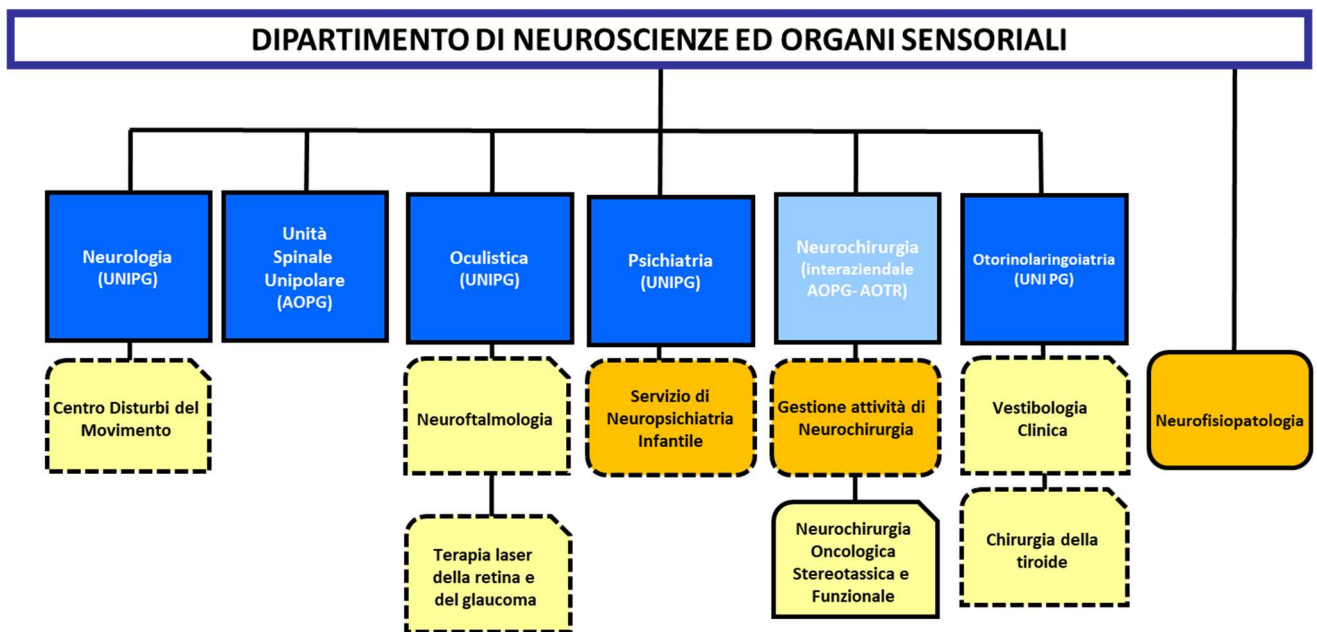 DIPARTIMENTO DI NEUROSCIENZE ED ORGANI SENSORIALI
Neurologia
(UNIPG)
Unità
Spinale
Unipolare
(AOPG)
Oculistica
(UNIPG)
Psichiatria
(UNIPG)
Neurochirurgia
(interaziendale
AOPG- AOTR)
Otorinolaringoiatria
(UNI PG)
Centro Disturbi del
Movimento
Neuroftalmologia
Servizio di
Neuropsichiatria
Infantile
Gestione attività di
Neurochirurgia
Vestibologia
Clinica
Neurofisiopatologia
Terapia laser
della retina e
del glaucoma
Neurochirurgia
Oncologica
Stereotassica e
Funzionale
Chirurgia della
tiroide